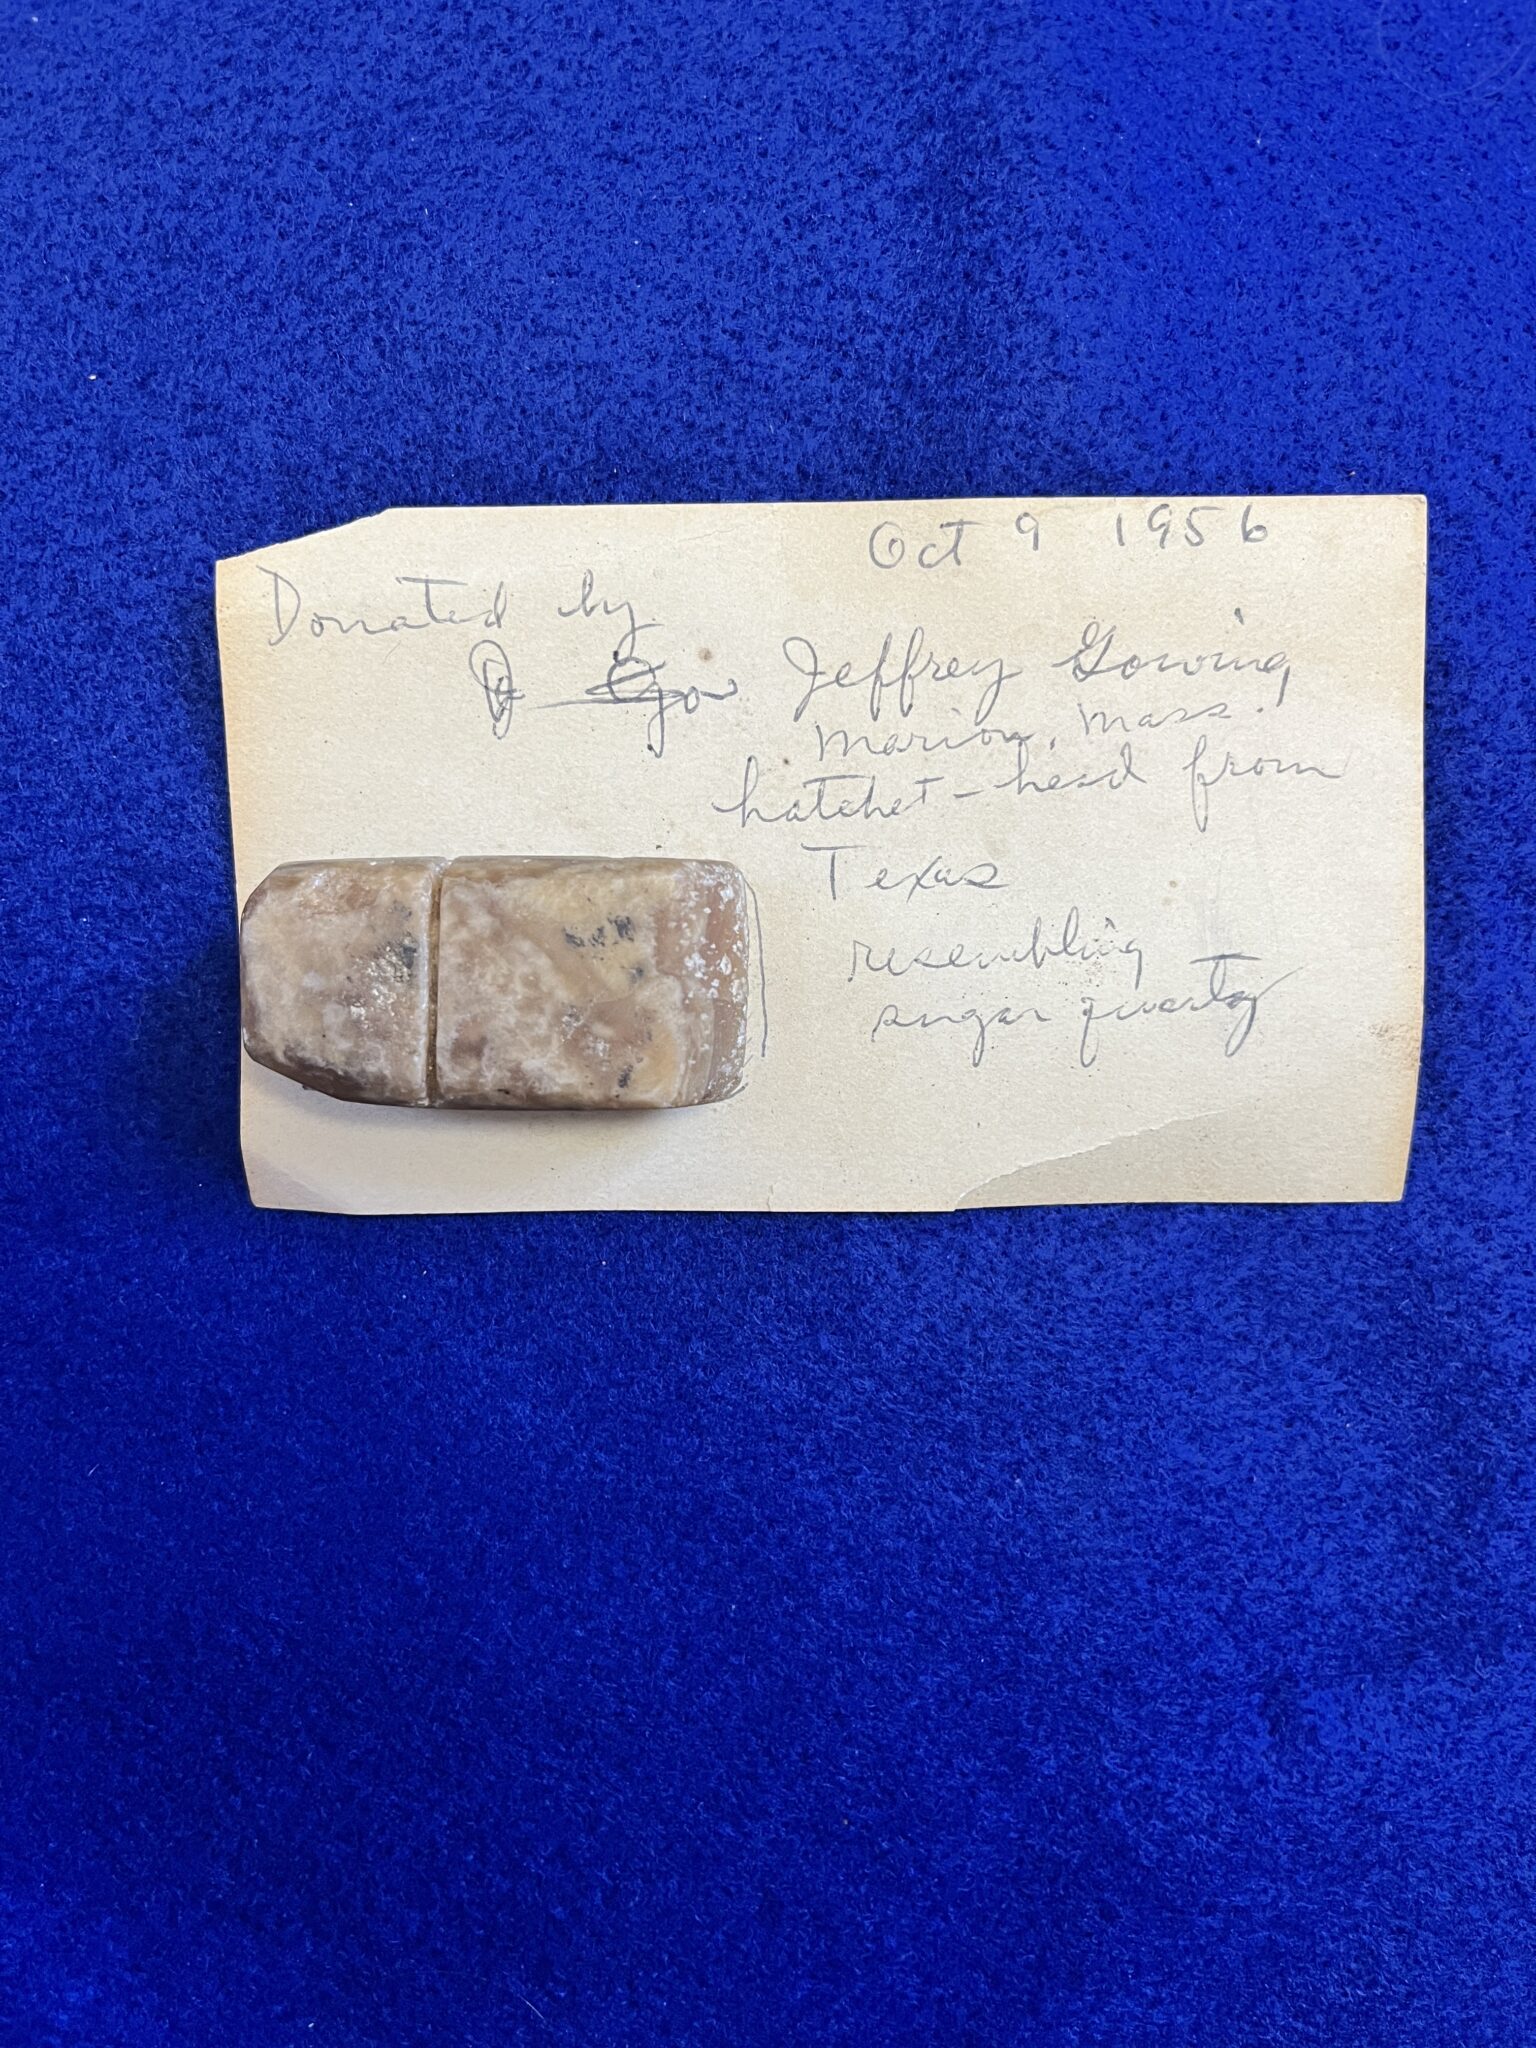 Oct 9 1956
Donated by
Jeffrey Gowing
Marion, Mass.
hatchet-head from
Texas
resembling
sugar quartz